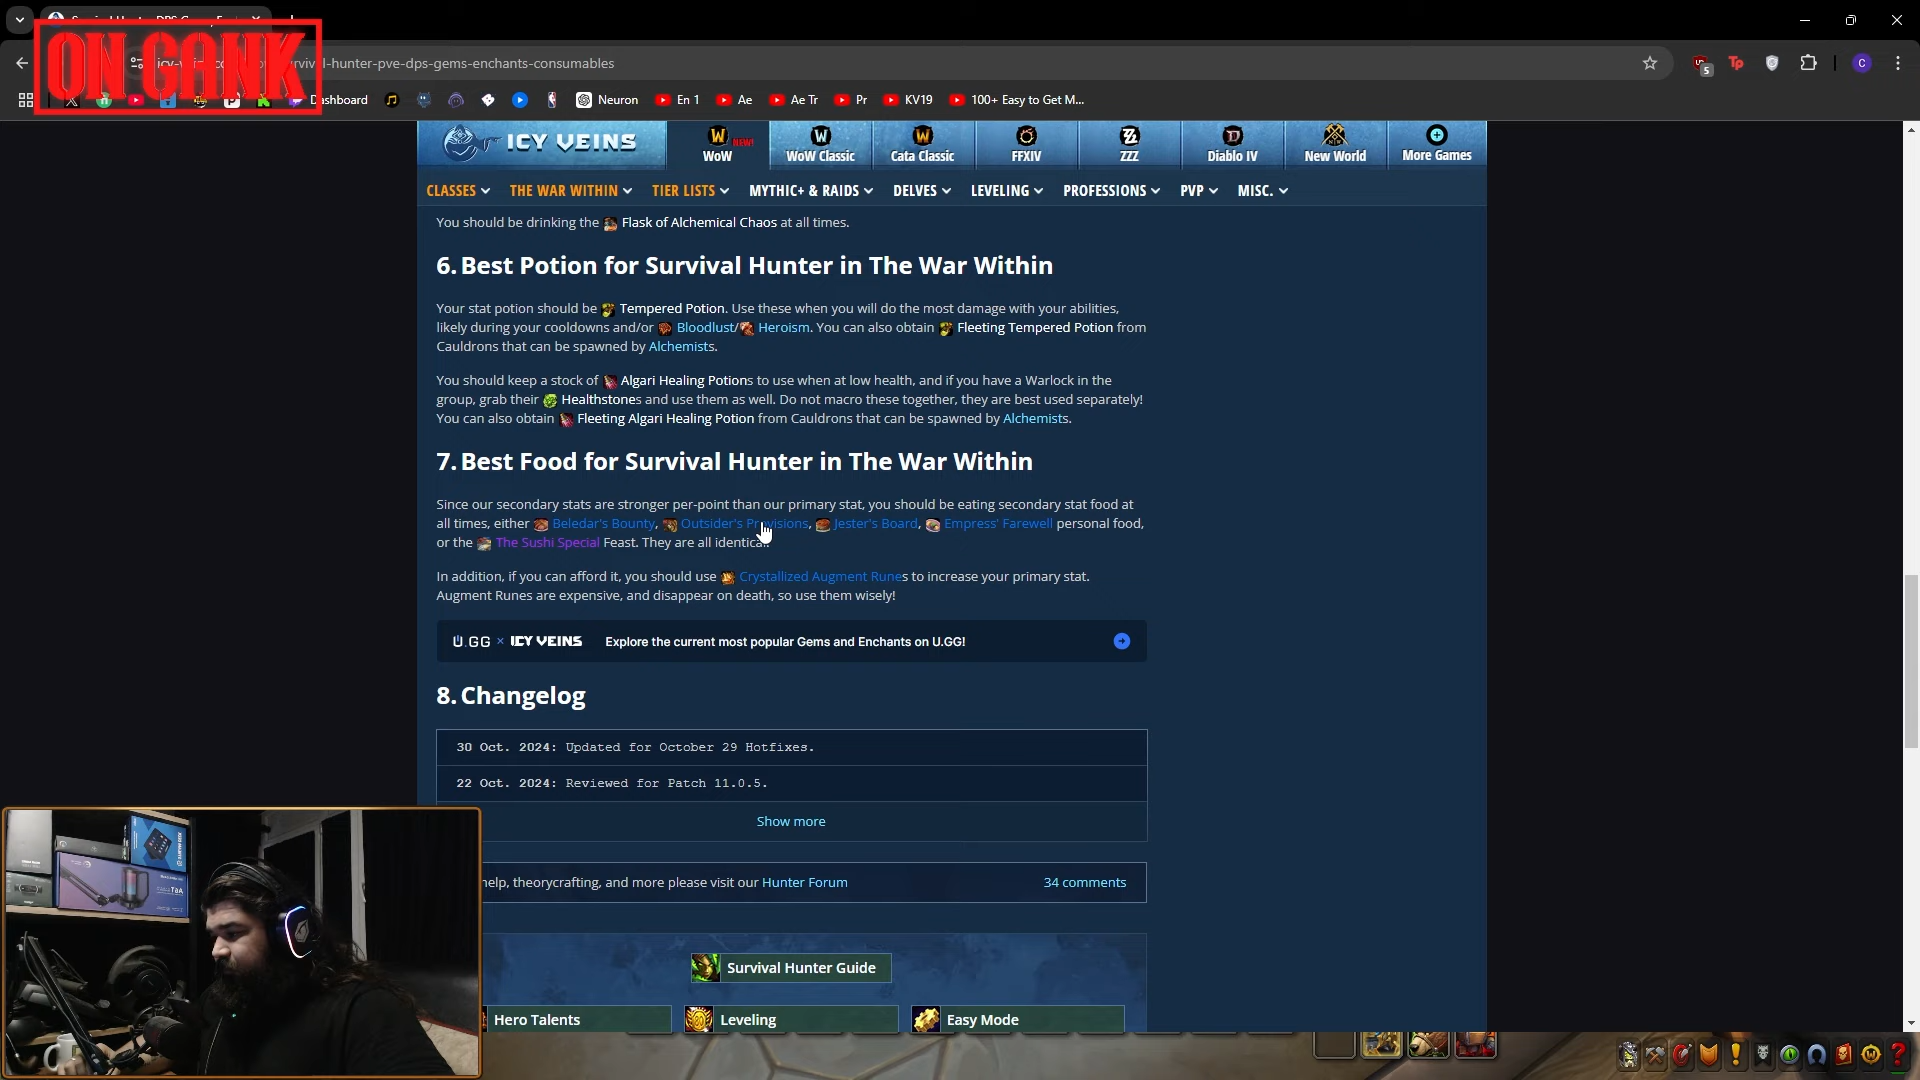 ON GANK
rvival-hunter-pve-dps-gems-enchants-consumables
5
Tp
C
Dashboard
Neuron
En 1
Ae
Ae Tr
Pr
KV19
100+ Easy to Get M...
ICY VEINS
WoW
NEW!
WoW Classic
Cata Classic
FFXIV
ZZZ
Diablo IV
New World
More Games
CLASSES
THE WAR WITHIN
TIER LISTS
MYTHIC+ & RAIDS
DELVES
LEVELING
PROFESSIONS
PVP
MISC.
You should be drinking the Flask of Alchemical Chaos at all times.
6. Best Potion for Survival Hunter in The War Within
Your stat potion should be Tempered Potion. Use these when you will do the most damage with your abilities,
likely during your cooldowns and/or Bloodlust/ Heroism. You can also obtain Fleeting Tempered Potion from
Cauldrons that can be spawned by Alchemists.
You should keep a stock of Algari Healing Potions to use when at low health, and if you have a Warlock in the
group, grab their Healthstones and use them as well. Do not macro these together, they are best used separately!
You can also obtain Fleeting Algari Healing Potion from Cauldrons that can be spawned by Alchemists.
7. Best Food for Survival Hunter in The War Within
Since our secondary stats are stronger per-point than our primary stat, you should be eating secondary stat food at
all times, either Beledar's Bounty, Outsider's Provisions, Jester's Board, Empress' Farewell personal food,
or the The Sushi Special Feast. They are all identical.
In addition, if you can afford it, you should use Crystallized Augment Runes to increase your primary stat.
Augment Runes are expensive, and disappear on death, so use them wisely!
U.GG × ICY VEINS Explore the current most popular Gems and Enchants on U.GG!
8. Changelog
30 Oct. 2024: Updated for October 29 Hotfixes.
22 Oct. 2024: Reviewed for Patch 11.0.5.
Show more
help, theorycrafting, and more please visit our Hunter Forum
34 comments
Survival Hunter Guide
Hero Talents
Leveling
Easy Mode